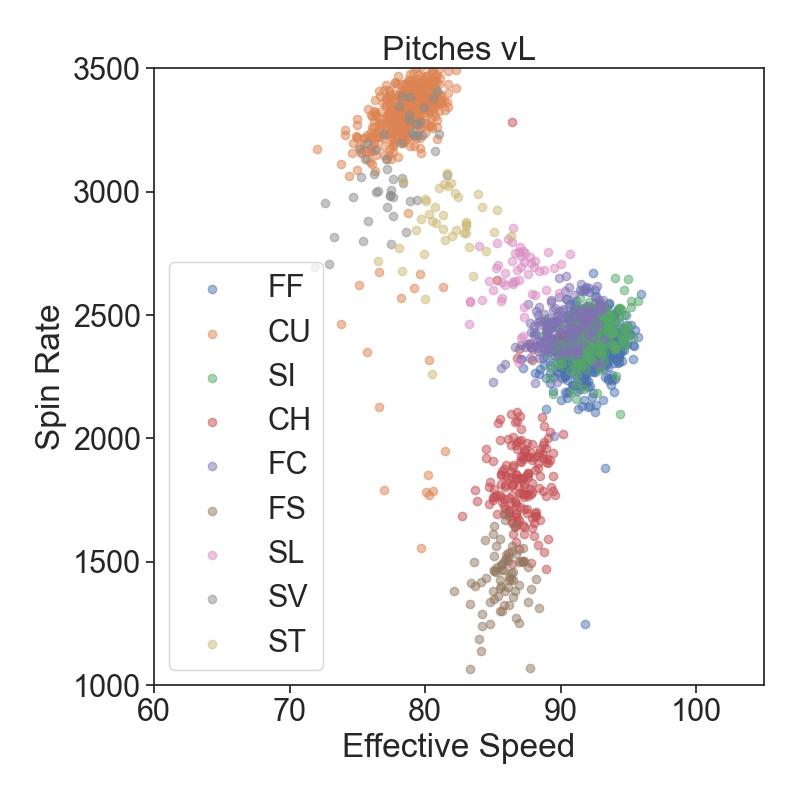 Pitches vL
3500
3000
2500
2000
1500
1000
Spin Rate
FF
CU
SI
CH
FC
FS
SL
SV
ST
60 70 80 90 100
Effective Speed